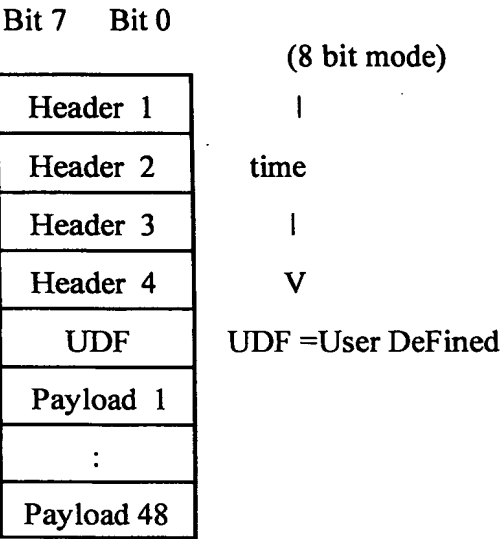 Bit 7 Bit 0
(8 bit mode)
Header 1 |
Header 2 time
Header 3 |
Header 4 V
UDF UDF =User DeFined
Payload 1
:
Payload 48